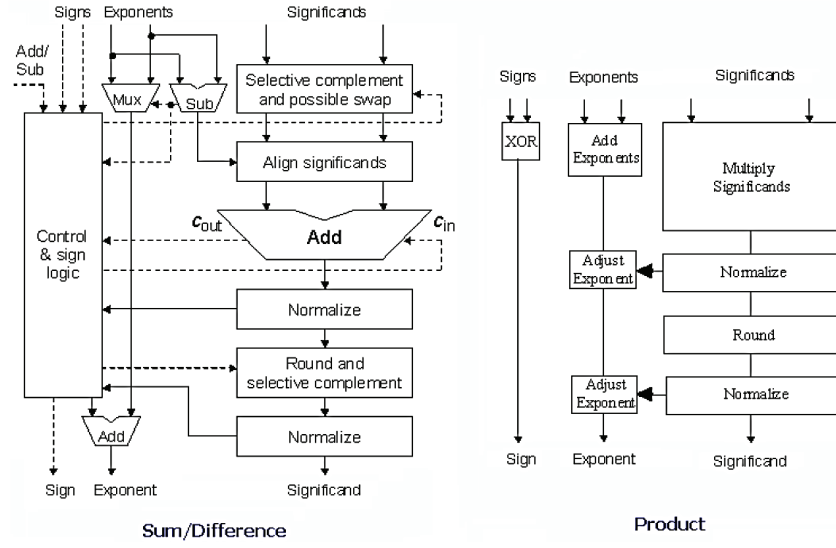 Signs Exponents Significands
Add/
Sub
Mux
Sub
Selective complement
and possible swap
Align significands
Control
& sign
logic
cout
cin
Add
Normalize
Round and
selective complement
Normalize
Add
Sign Exponent Significand
Sum/Difference
Signs Exponents Significands
XOR
Add
Exponents
Multiply
Significands
Adjust
Exponent
Normalize
Round
Adjust
Exponent
Normalize
Sign Exponent Significand
Product